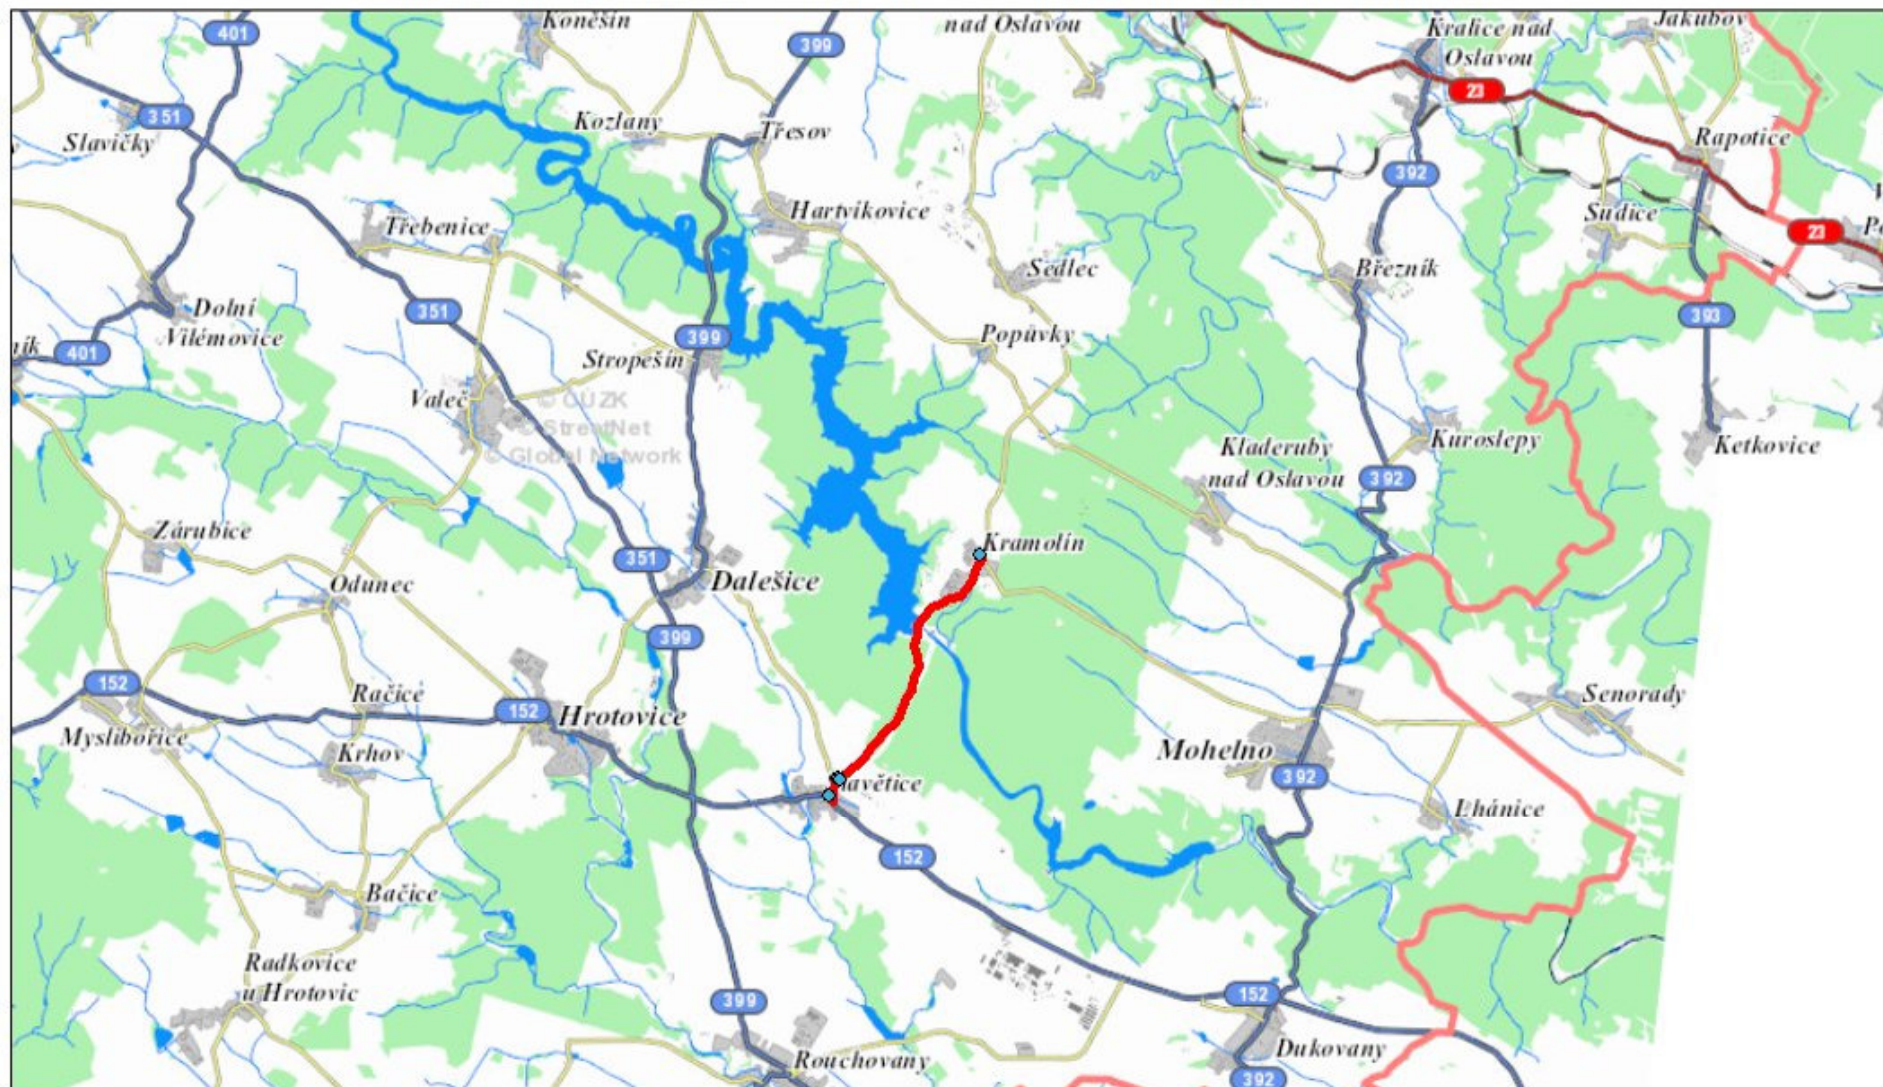 Koněšín
nad Oslavou
Jakubov
Kralice nad
Oslavou
401
399
23
351
Slavičky
Kozlany
Třesov
Rapotice
392
Hartvíkovice
Sudice
23
Třebenice
Sedlec
Březník
Dolní
Vilémovice
351
393
401
399
Popůvky
Stropešín
Valeč
© ČÚZK
© StreetNet
© Global Network
Kladeruby
nad Oslavou
Kuroslepy
Ketkovice
392
Zárubice
Kramolín
351
Odunec
Dalešice
399
152
Račice
152
Hrotovice
Senorady
Myslibořice
Krhov
Mohelno
392
Lhánice
152
Bačice
Radkovice
u Hrotovic
399
152
Rouchovany
Dukovany
392